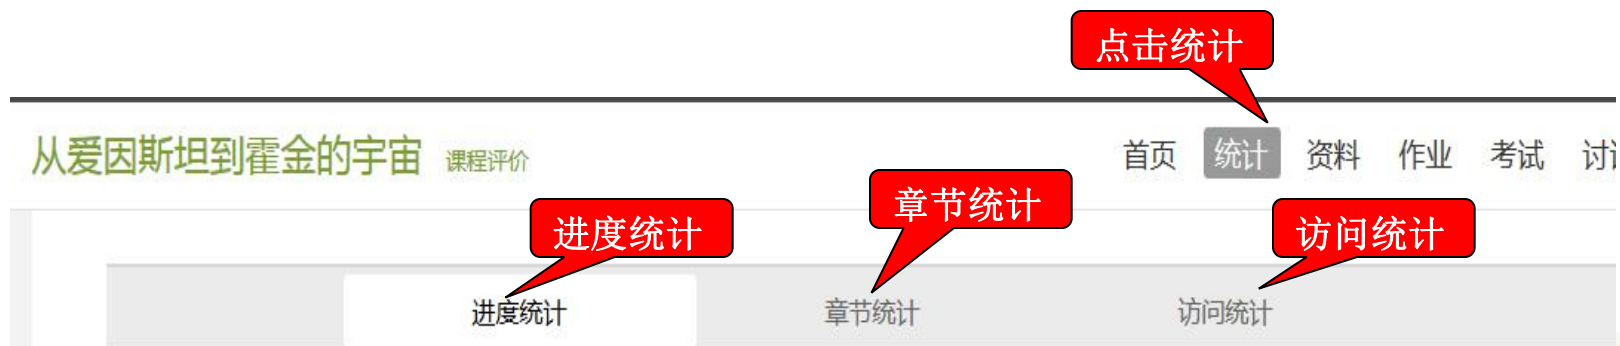 点击统计
从爱因斯坦到霍金的宇宙 课程评价 首页 统计 资料 作业 考试 讨
进度统计 章节统计 访问统计
进度统计 章节统计 访问统计